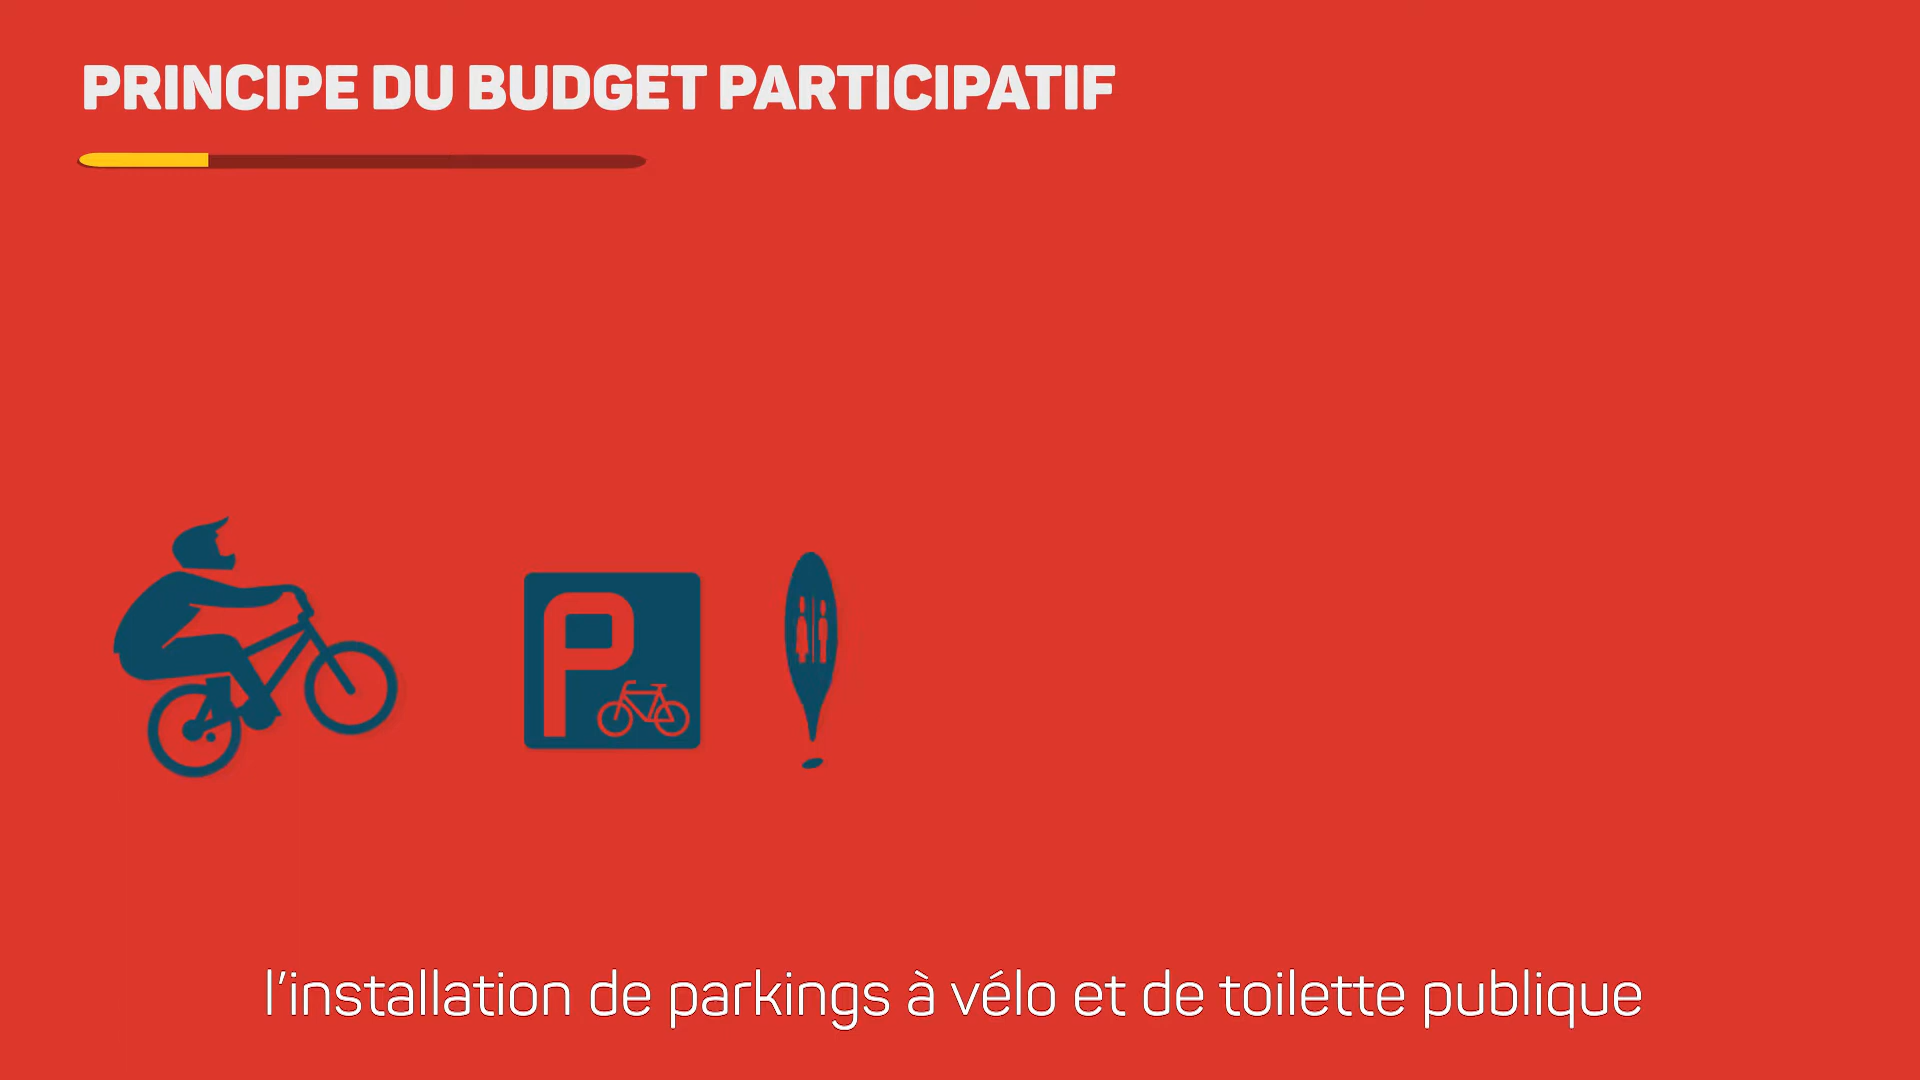 PRINCIPE DU BUDGET PARTICIPATIF
P
l'installation de parkings à vélo et de toilette publique